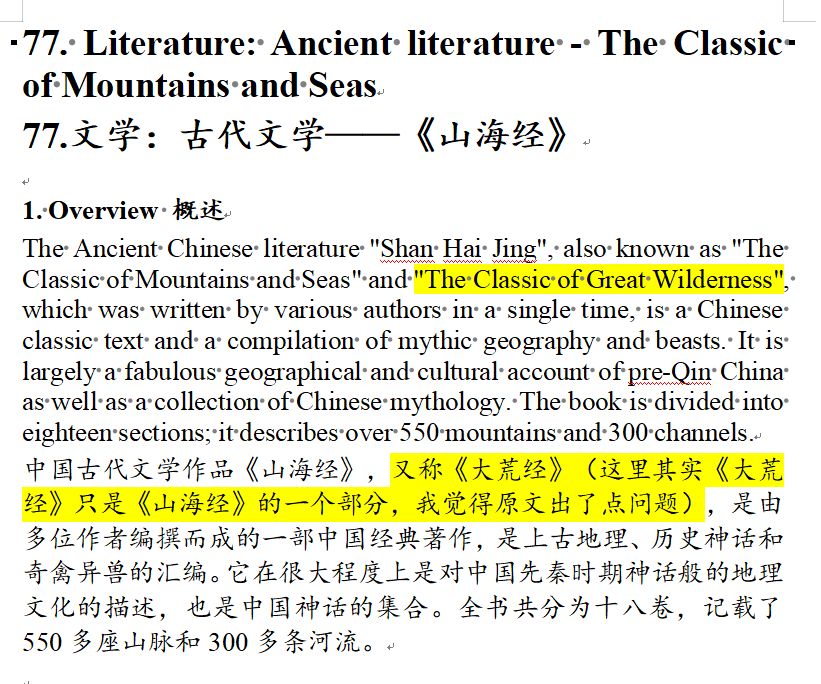 77. Literature: Ancient literature - The Classic
of Mountains and Seas
77.文学：古代文学——《山海经》
1. Overview 概述
The Ancient Chinese literature "Shan Hai Jing", also known as "The
Classic of Mountains and Seas" and "The Classic of Great Wilderness",
which was written by various authors in a single time, is a Chinese
classic text and a compilation of mythic geography and beasts. It is
largely a fabulous geographical and cultural account of pre-Qin China
as well as a collection of Chinese mythology. The book is divided into
eighteen sections; it describes over 550 mountains and 300 channels.
中国古代文学作品《山海经》，又称《大荒经》（这里其实《大荒
经》只是《山海经》的一个部分，我觉得原文出了点问题），是由
多位作者编撰而成的一部中国经典著作，是上古地理、历史神话和
奇禽异兽的汇编。它在很大程度上是对中国先秦时期神话般的地理
文化的描述，也是中国神话的集合。全书共分为十八卷，记载了
550 多座山脉和 300 多条河流。